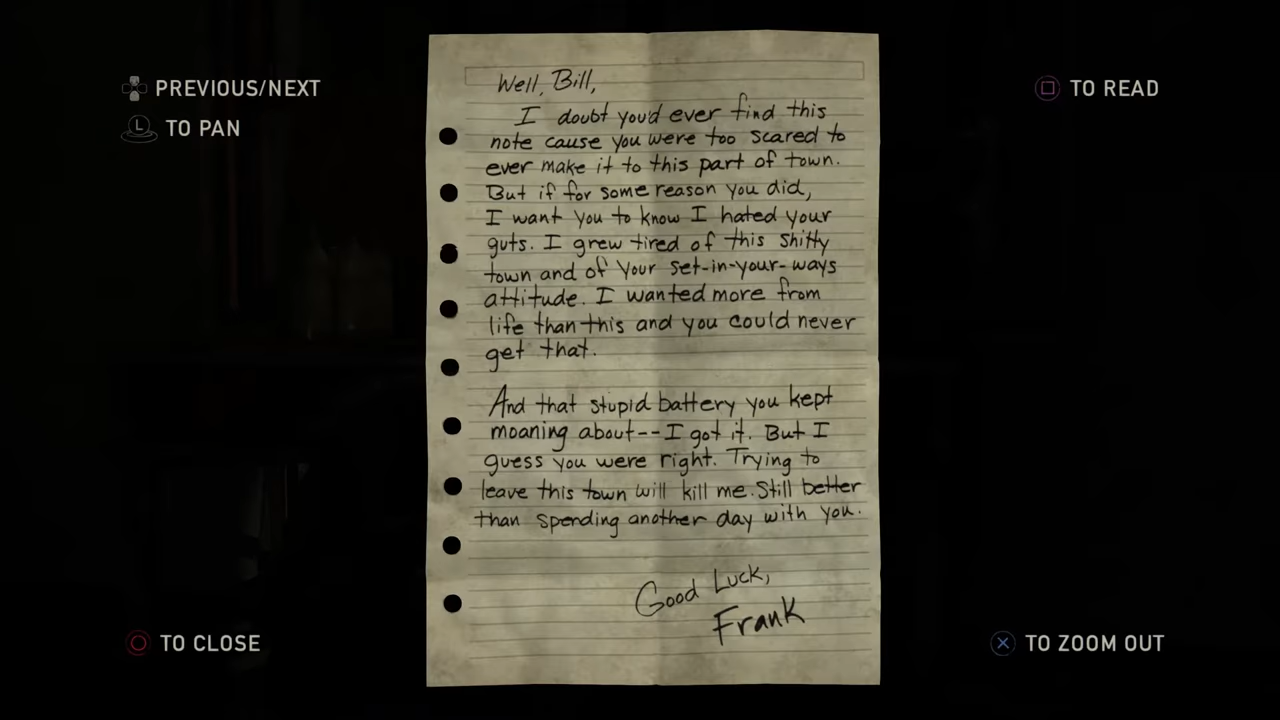 PREVIOUS/NEXT
L TO PAN
TO READ
Well, Bill,
I doubt you'd ever find this
note cause you were too scared to
ever make it to this part of town.
But if for some reason you did,
I want you to know I hated your
guts. I grew tired of this shitty
town and of your set-in-your-ways
attitude. I wanted more from
life than this and you could never
get that.
And that stupid battery you kept
moaning about--I got it. But I
guess you were right. Trying to
leave this town will kill me. Still better
than spending another day with you.
Good Luck,
Frank
TO CLOSE
TO ZOOM OUT